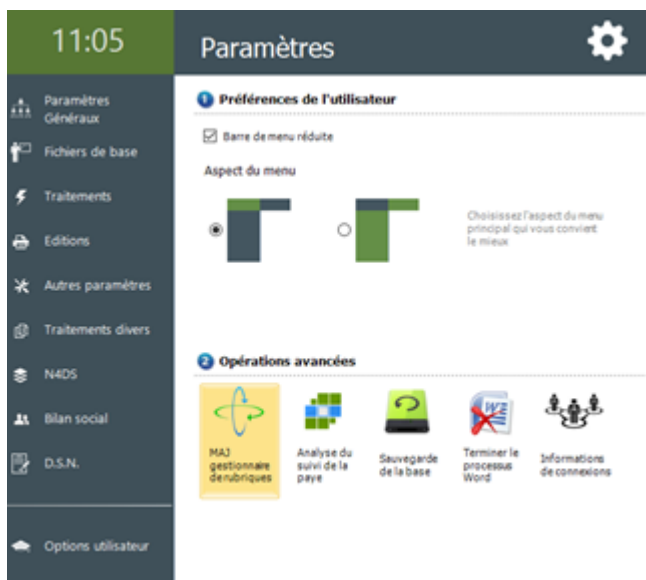 11:05
Paramètres
Paramètres
Généraux
Fichiers de base
Traitements
Editions
Autres paramètres
Traitements divers
N4DS
Bilan social
D.S.N.
Options utilisateur
1 Préférences de l'utilisateur
Barre de menu réduite
Aspect du menu
Choisissez l'aspect du menu
principal qui vous convient
le mieux
2 Opérations avancées
MAJ
gestionnaire
de rubriques
Analyse du
suivi de la
paye
Sauvegarde
de la base
Terminer le
processus
Word
Informations
de connexions